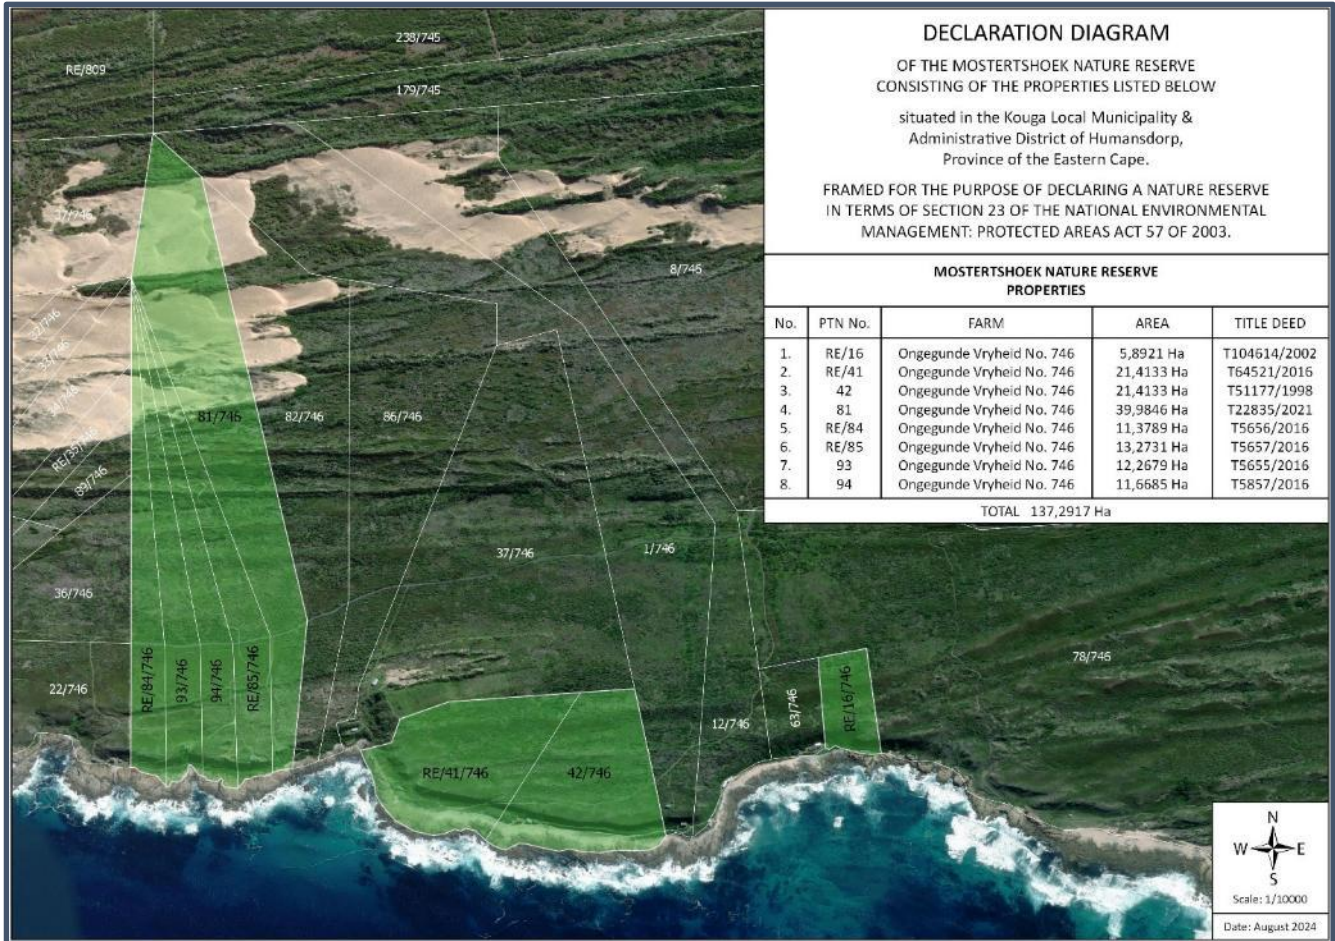 DECLARATION DIAGRAM
OF THE MOSTERTSHOEK NATURE RESERVE
CONSISTING OF THE PROPERTIES LISTED BELOW
situated in the Kouga Local Municipality &
Administrative District of Humansdorp,
Province of the Eastern Cape.
FRAMED FOR THE PURPOSE OF DECLARING A NATURE RESERVE
IN TERMS OF SECTION 23 OF THE NATIONAL ENVIRONMENTAL
MANAGEMENT: PROTECTED AREAS ACT 57 OF 2003.
MOSTERTSHOEK NATURE RESERVE
PROPERTIES
No. PTN No. FARM AREA TITLE DEED
1. RE/16 Ongegunde Vryheid No. 746 5,8921 Ha T104614/2002
2. RE/41 Ongegunde Vryheid No. 746 21,4133 Ha T64521/2016
3. 42 Ongegunde Vryheid No. 746 21,4133 Ha T51177/1998
4. 81 Ongegunde Vryheid No. 746 39,9846 Ha T22835/2021
5. RE/84 Ongegunde Vryheid No. 746 11,3789 Ha T5656/2016
6. RE/85 Ongegunde Vryheid No. 746 13,2731 Ha T5657/2016
7. 93 Ongegunde Vryheid No. 746 12,2679 Ha T5655/2016
8. 94 Ongegunde Vryheid No. 746 11,6685 Ha T5857/2016
TOTAL 137,2917 Ha
238/745
RE/809
179/745
37/746
8/746
33/746
81/746
82/746
86/746
RE/35/746
89/746
37/746
1/746
36/746
22/746
RE/84/746
93/746
94/746
RE/85/746
78/746
12/746
63/746
RE/16/746
RE/41/746
42/746
N
W E
S
Scale: 1/10000
Date: August 2024